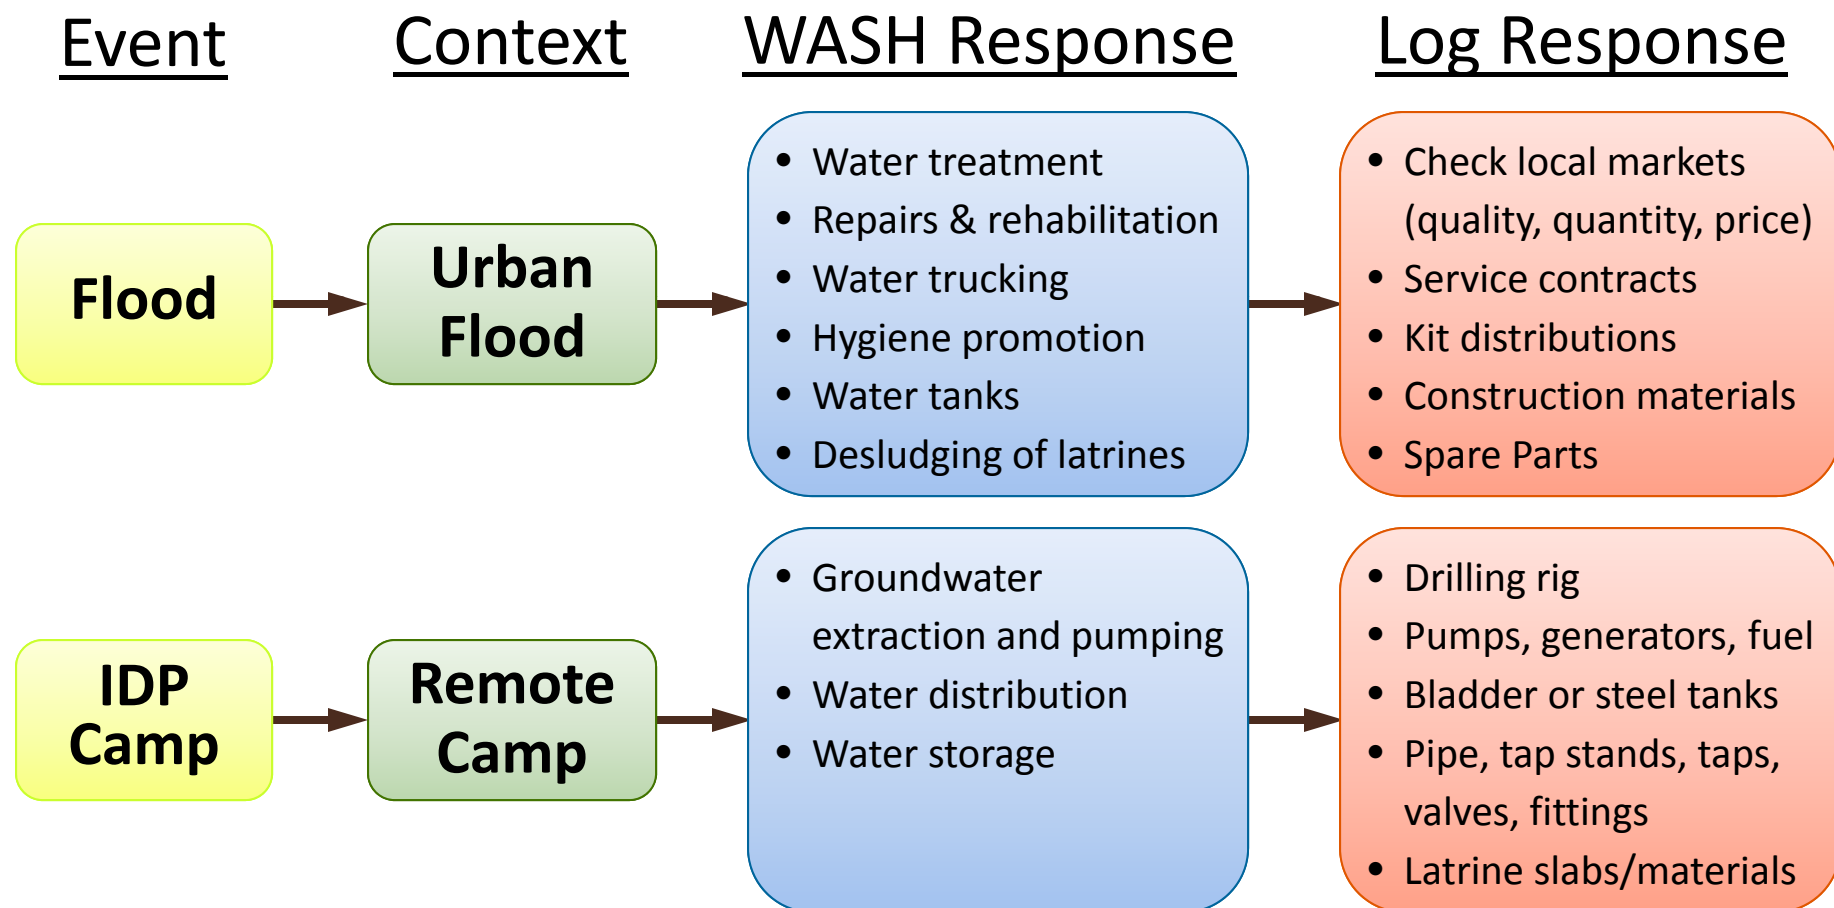 Event
Context
WASH Response
Log Response
Flood
Urban
Flood
• Water treatment
• Repairs & rehabilitation
• Water trucking
• Hygiene promotion
• Water tanks
• Desludging of latrines
• Check local markets
(quality, quantity, price)
• Service contracts
• Kit distributions
• Construction materials
• Spare Parts
IDP
Camp
Remote
Camp
• Groundwater
extraction and pumping
• Water distribution
• Water storage
• Drilling rig
• Pumps, generators, fuel
• Bladder or steel tanks
• Pipe, tap stands, taps,
valves, fittings
• Latrine slabs/materials